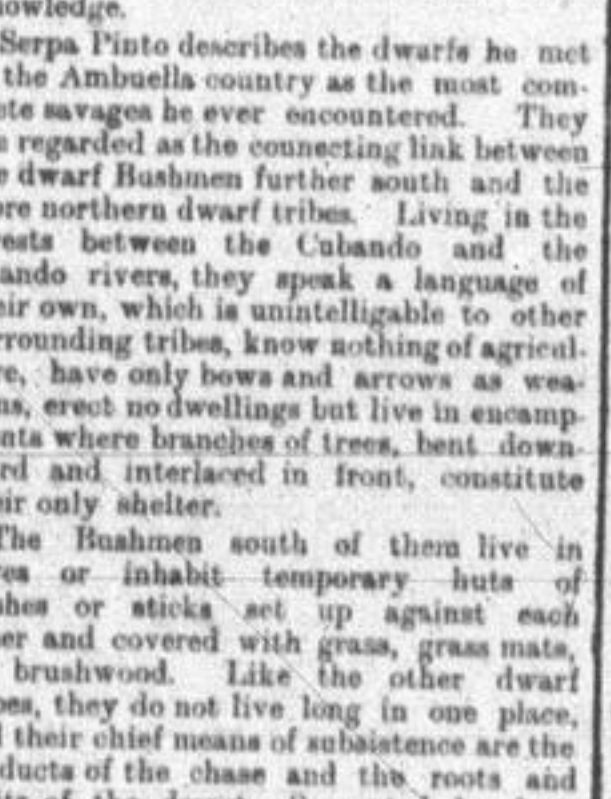 nowledge.
Serpa Pinto describes the dwarfs he met
the Ambuella country as the most com-
ete savages he ever encountered. They
e regarded as the connecting link between
e dwarf Bushmen further south and the
ore northern dwarf tribes. Living in the
rests between the Cubando and the
ando rivers, they speak a language of
eir own, which is unintelligable to other
rrounding tribes, know nothing of agricul-
re, have only bows and arrows as wea-
ns, erect no dwellings but live in encamp-
nts where branches of trees, bent down-
rd and interlaced in front, constitute
eir only shelter.
The Bushmen south of them live in
ves or inhabit temporary huts of
shes or sticks set up against each
her and covered with grass, grass mats,
brushwood. Like the other dwarf
bes, they do not live long in one place,
d their chief means of subsistence are the
ducts of the chase and the roots and